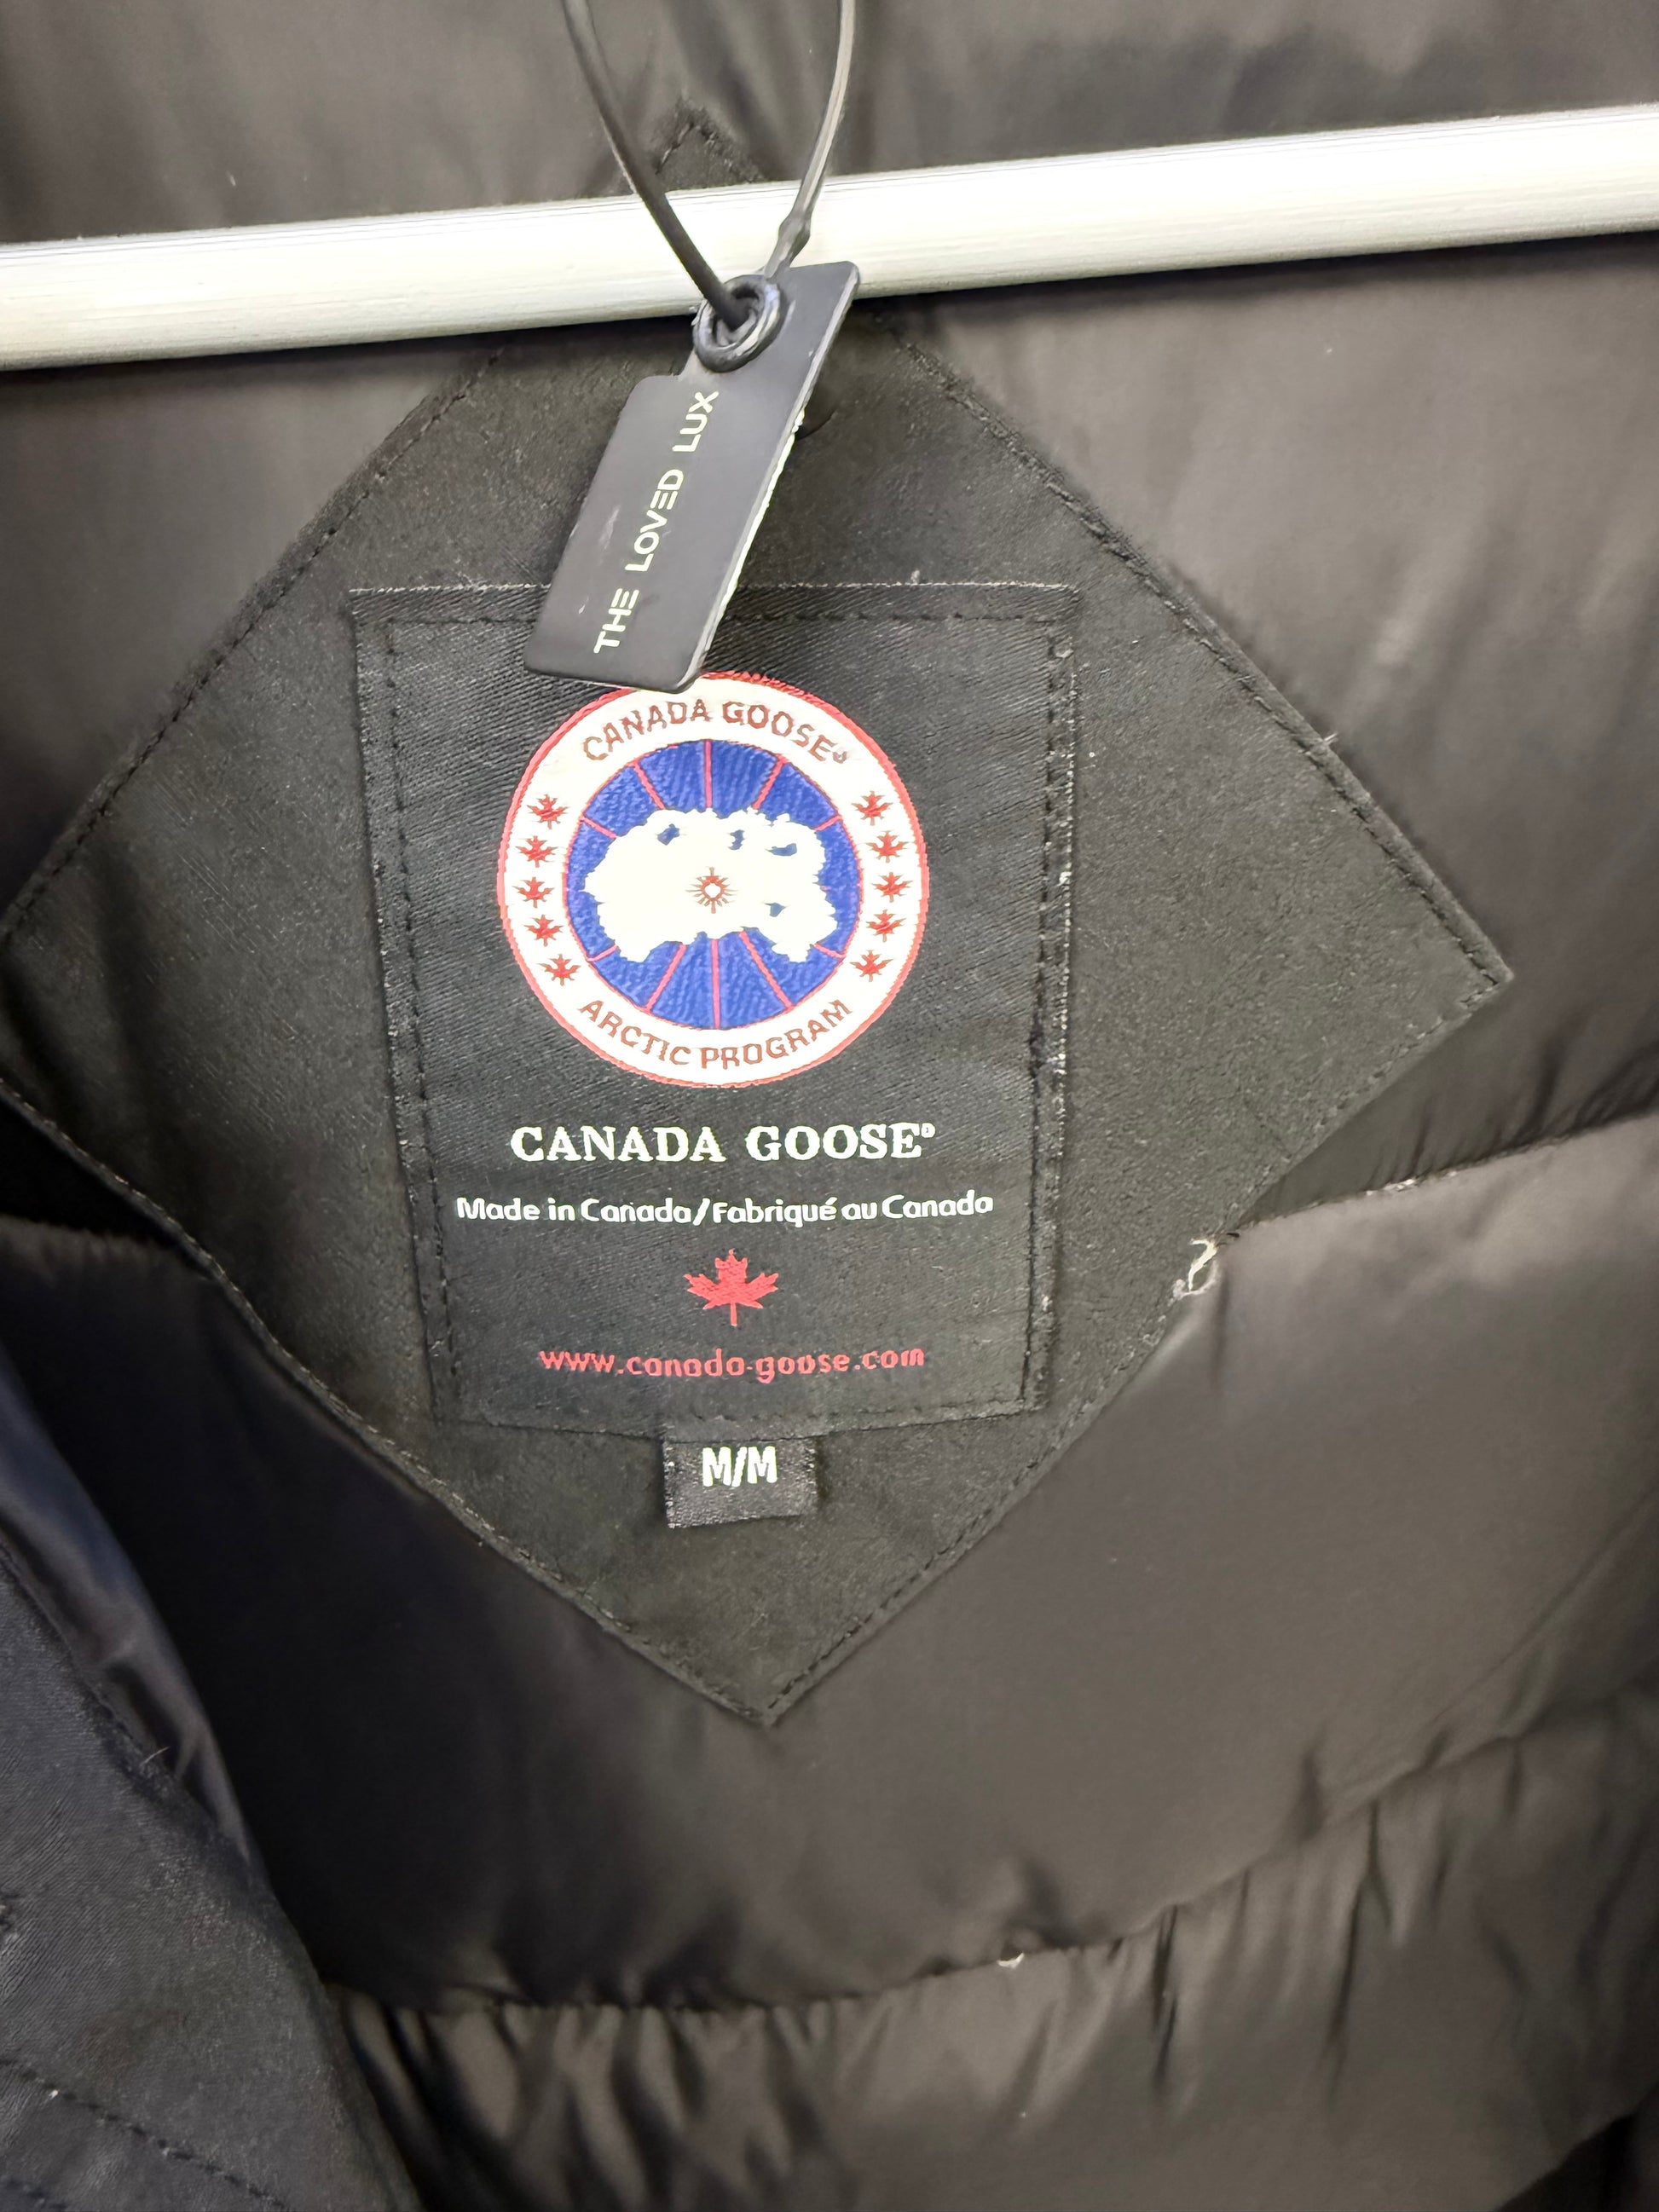 THE LOVED LUX
CANADA GOOSE®
ARCTIC PROGRAM
CANADA GOOSE®
Made in Canada/Fabriqué au Canada
www.canada-goose.com
M/M